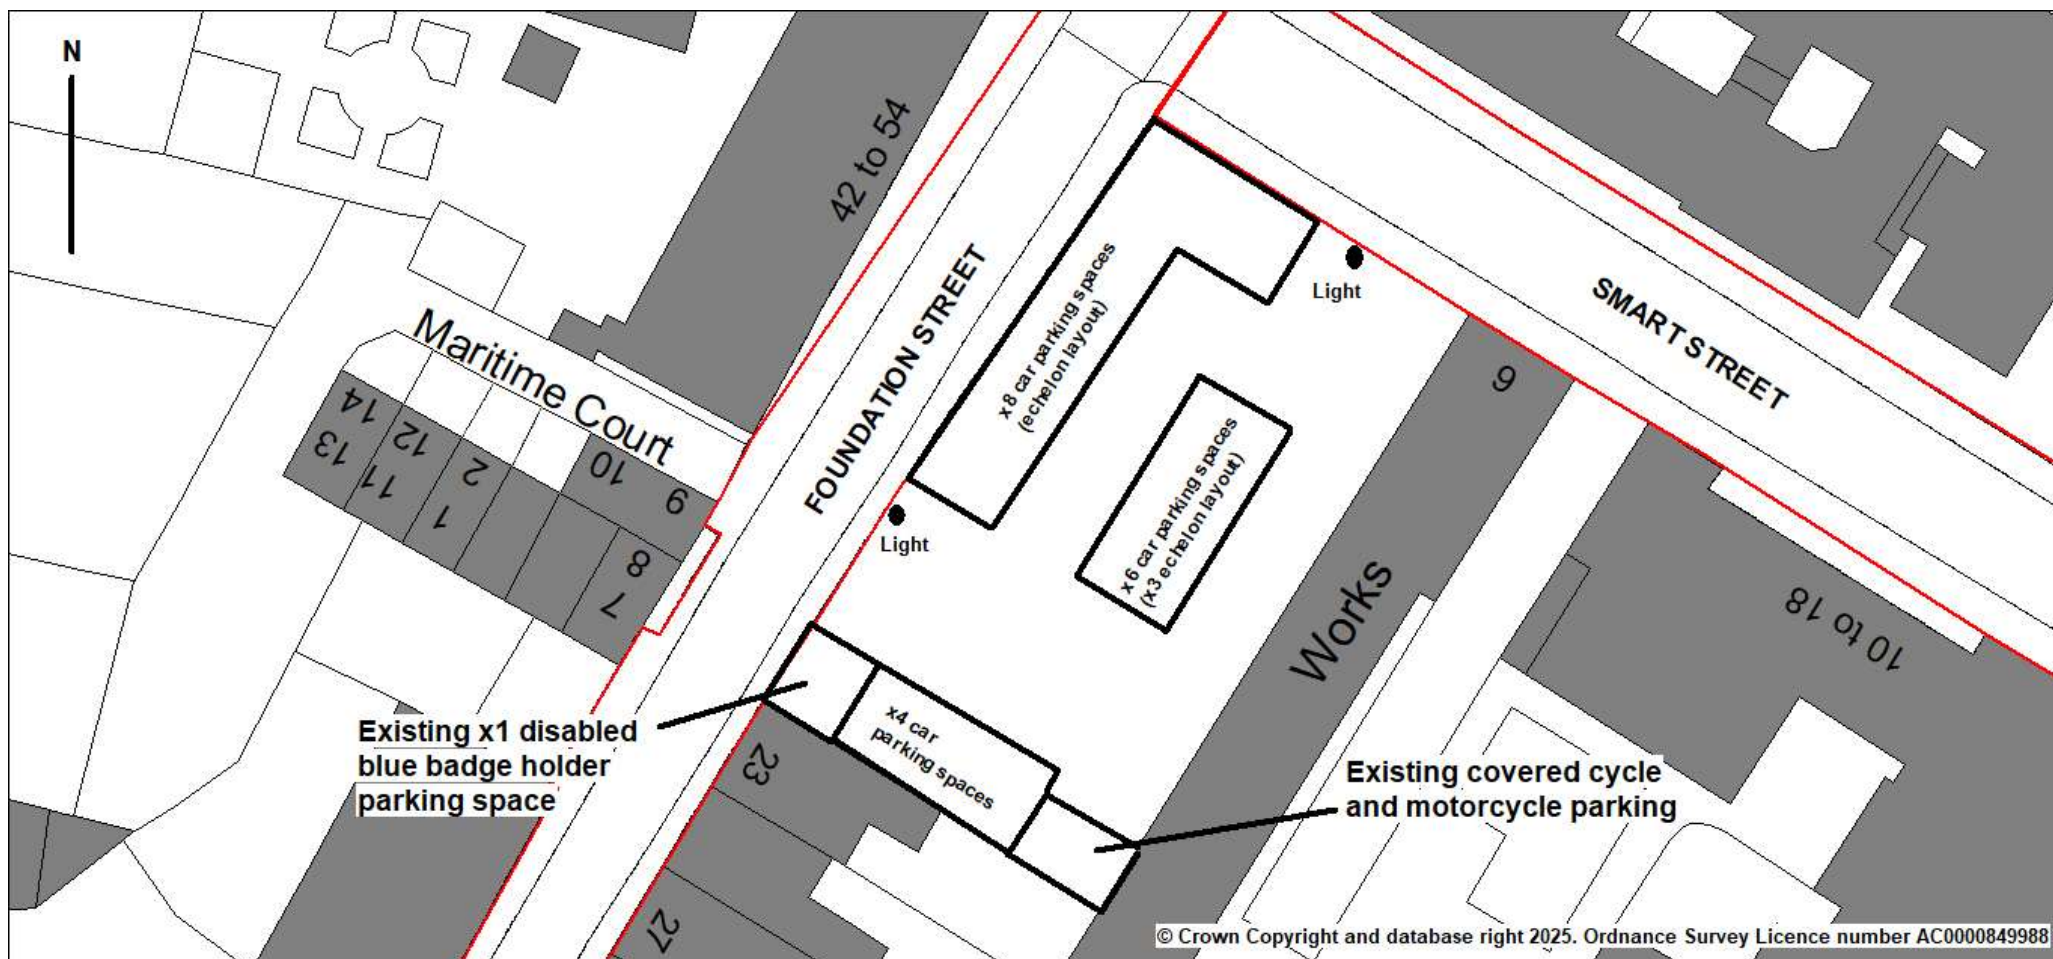 N
42 to 54
Maritime Court
14
13
12
11
2
1
10
9
8
7
FOUNDATION STREET
x8 car parking spaces
(echelon layout)
Light
SMART STREET
6
x6 car parking spaces
(x3 echelon layout)
Light
Works
10 to 18
Existing x1 disabled
blue badge holder
parking space
x4 car
parking spaces
23
27
Existing covered cycle
and motorcycle parking
© Crown Copyright and database right 2025. Ordnance Survey Licence number AC0000849988